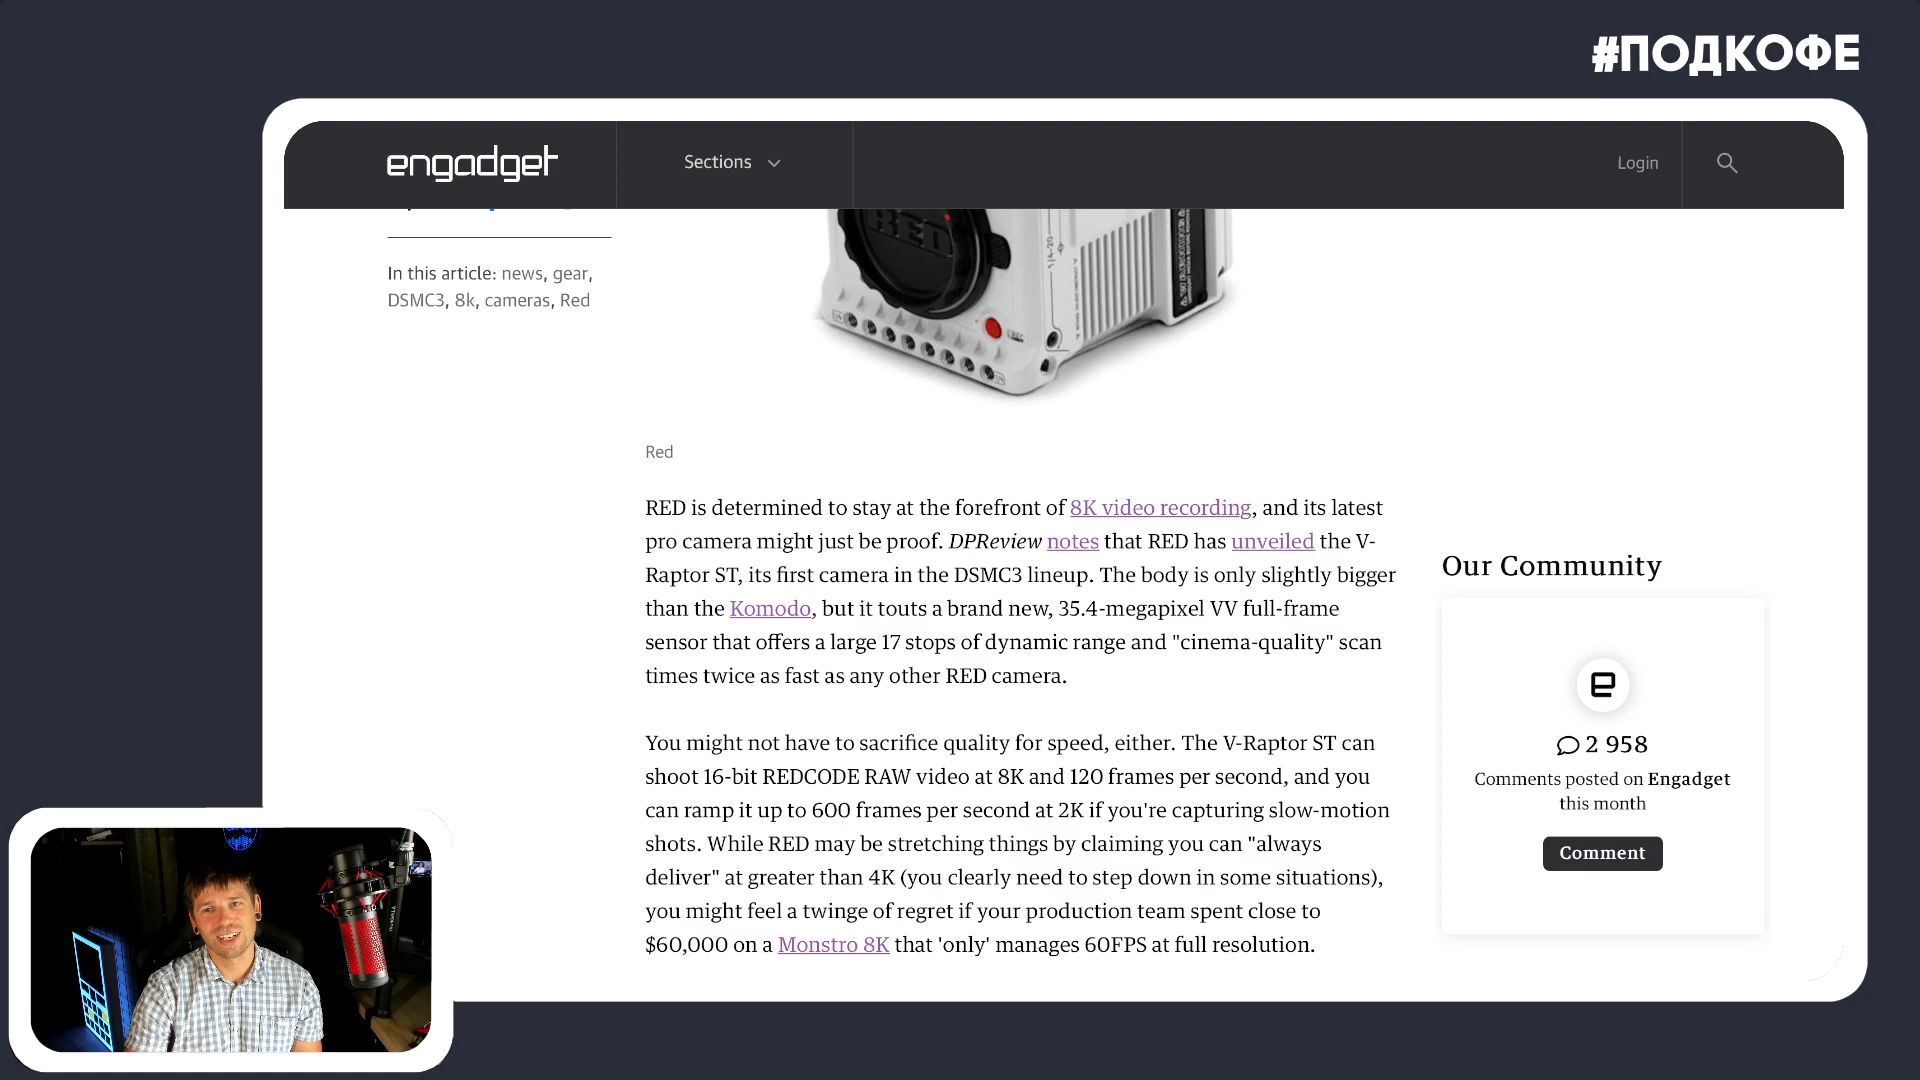 #ПОДКОФЕ
engadget
Sections
Login
In this article: news, gear,
DSMC3, 8k, cameras, Red
RED
1/4-20
REC
Red
RED is determined to stay at the forefront of 8K video recording, and its latest
pro camera might just be proof. DPReview notes that RED has unveiled the V-
Raptor ST, its first camera in the DSMC3 lineup. The body is only slightly bigger
than the Komodo, but it touts a brand new, 35.4-megapixel VV full-frame
sensor that offers a large 17 stops of dynamic range and "cinema-quality" scan
times twice as fast as any other RED camera.
You might not have to sacrifice quality for speed, either. The V-Raptor ST can
shoot 16-bit REDCODE RAW video at 8K and 120 frames per second, and you
can ramp it up to 600 frames per second at 2K if you're capturing slow-motion
shots. While RED may be stretching things by claiming you can "always
deliver" at greater than 4K (you clearly need to step down in some situations),
you might feel a twinge of regret if your production team spent close to
$60,000 on a Monstro 8K that 'only' manages 60FPS at full resolution.
Our Community
2 958
Comments posted on Engadget
this month
Comment